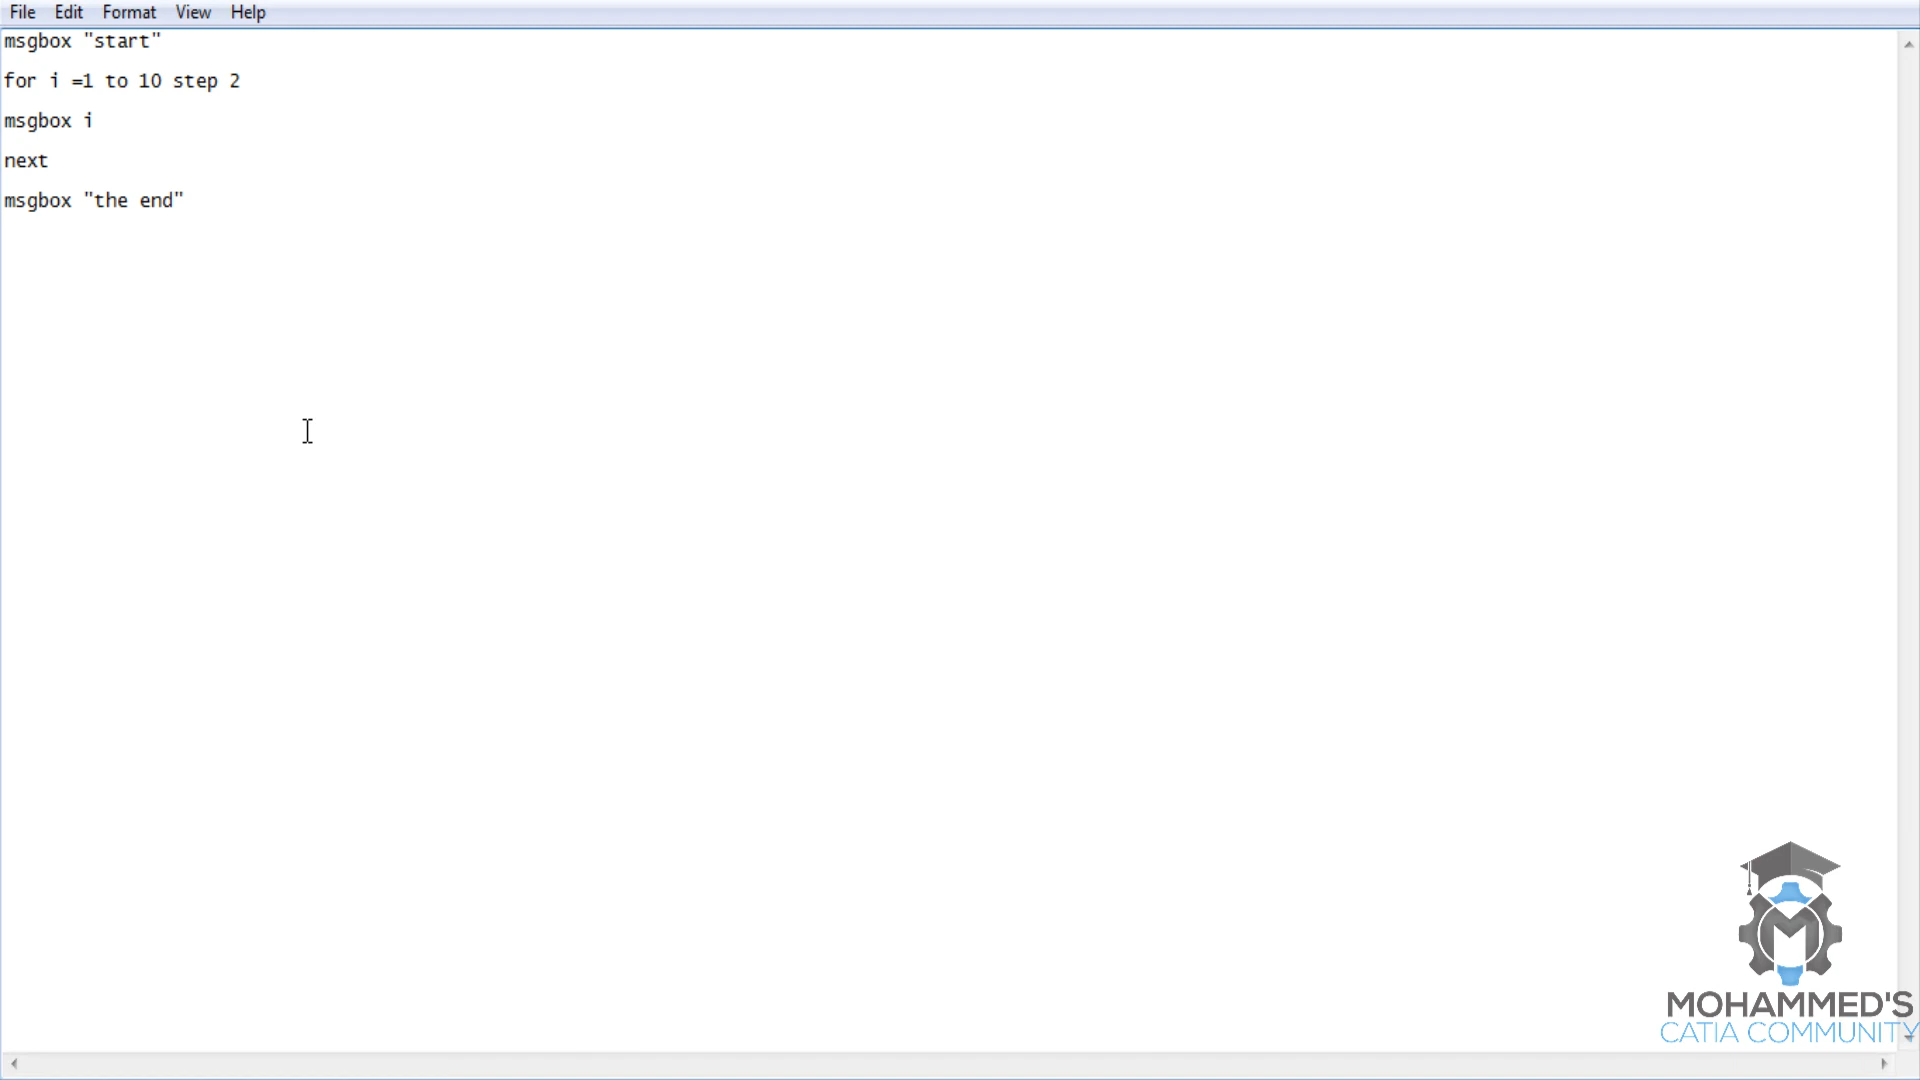 File Edit Format View Help
msgbox "start"
for i =1 to 10 step 2
msgbox i
next
msgbox "the end"
MOHAMMED'S
CATIA COMMUNITY